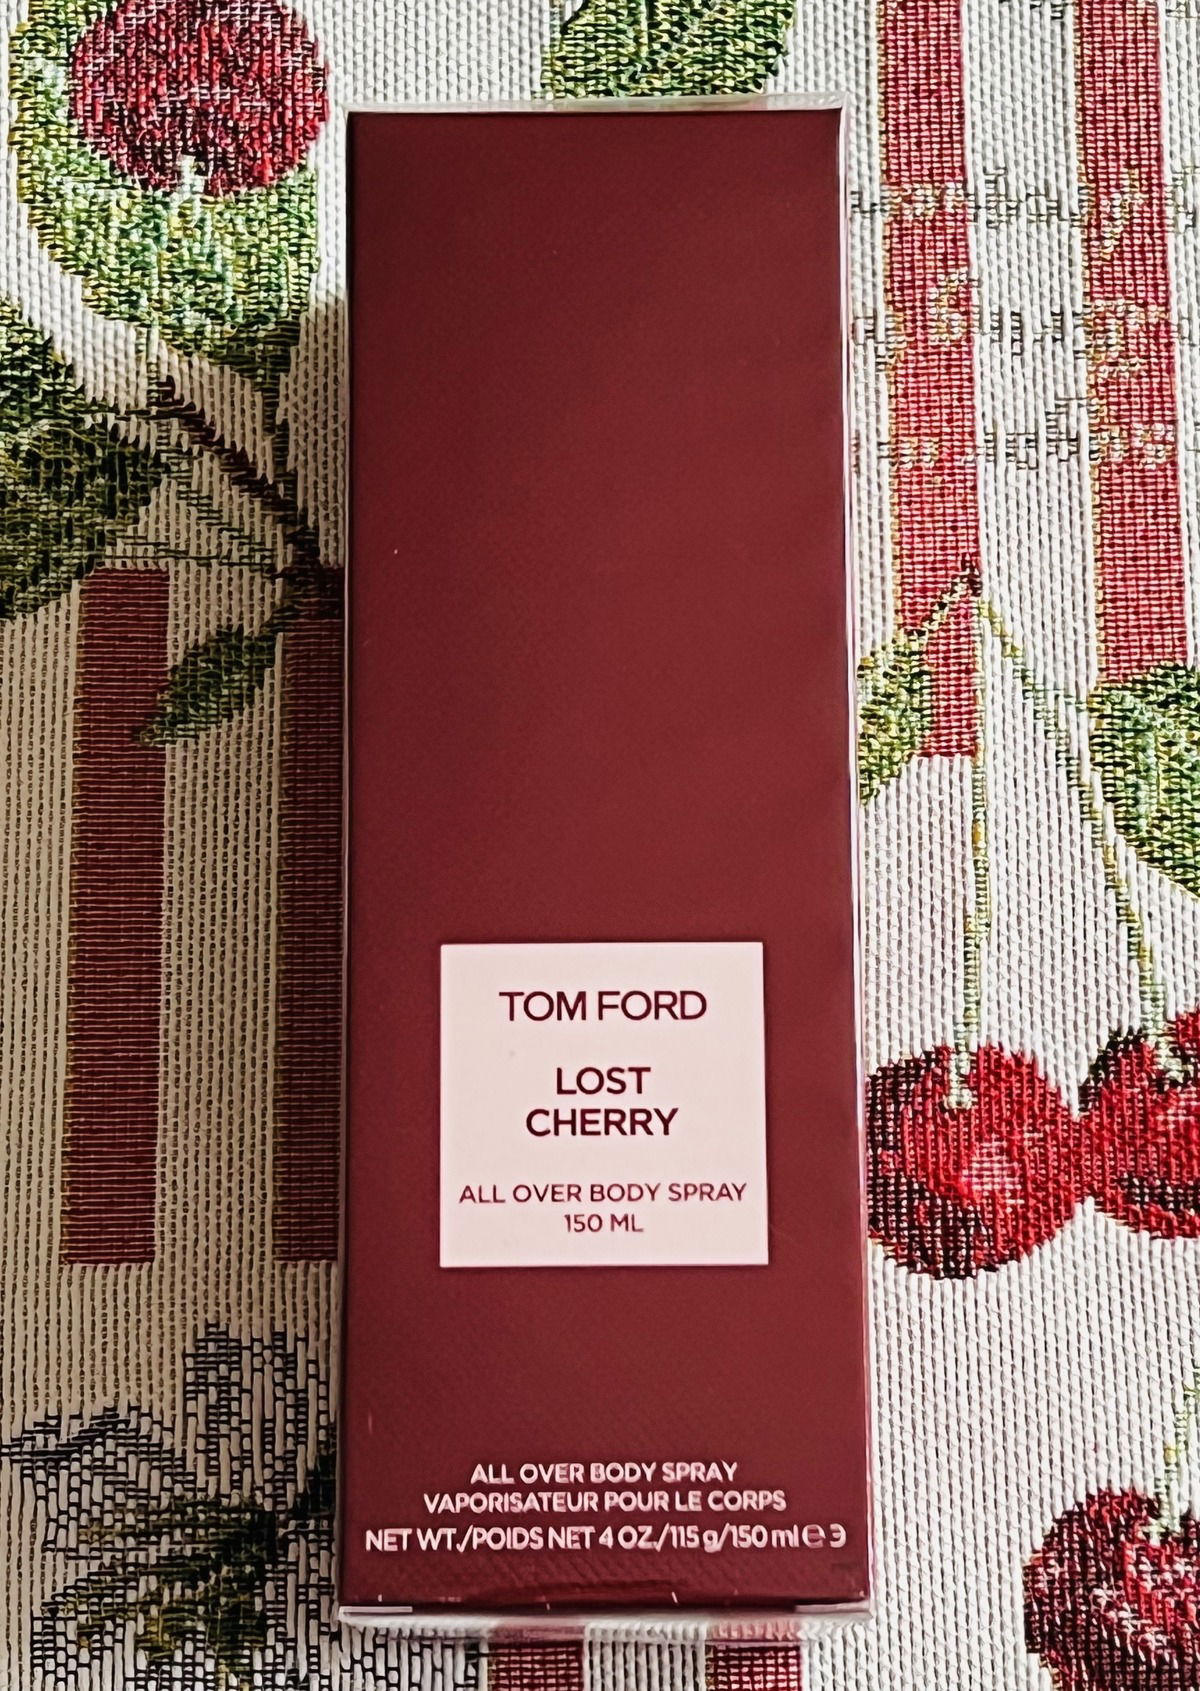 TOM FORD
LOST
CHERRY
ALL OVER BODY SPRAY
150 ML
ALL OVER BODY SPRAY
VAPORISATEUR POUR LE CORPS
NET WT./POIDS NET 4 OZ./115 g/150 ml ℮ 3